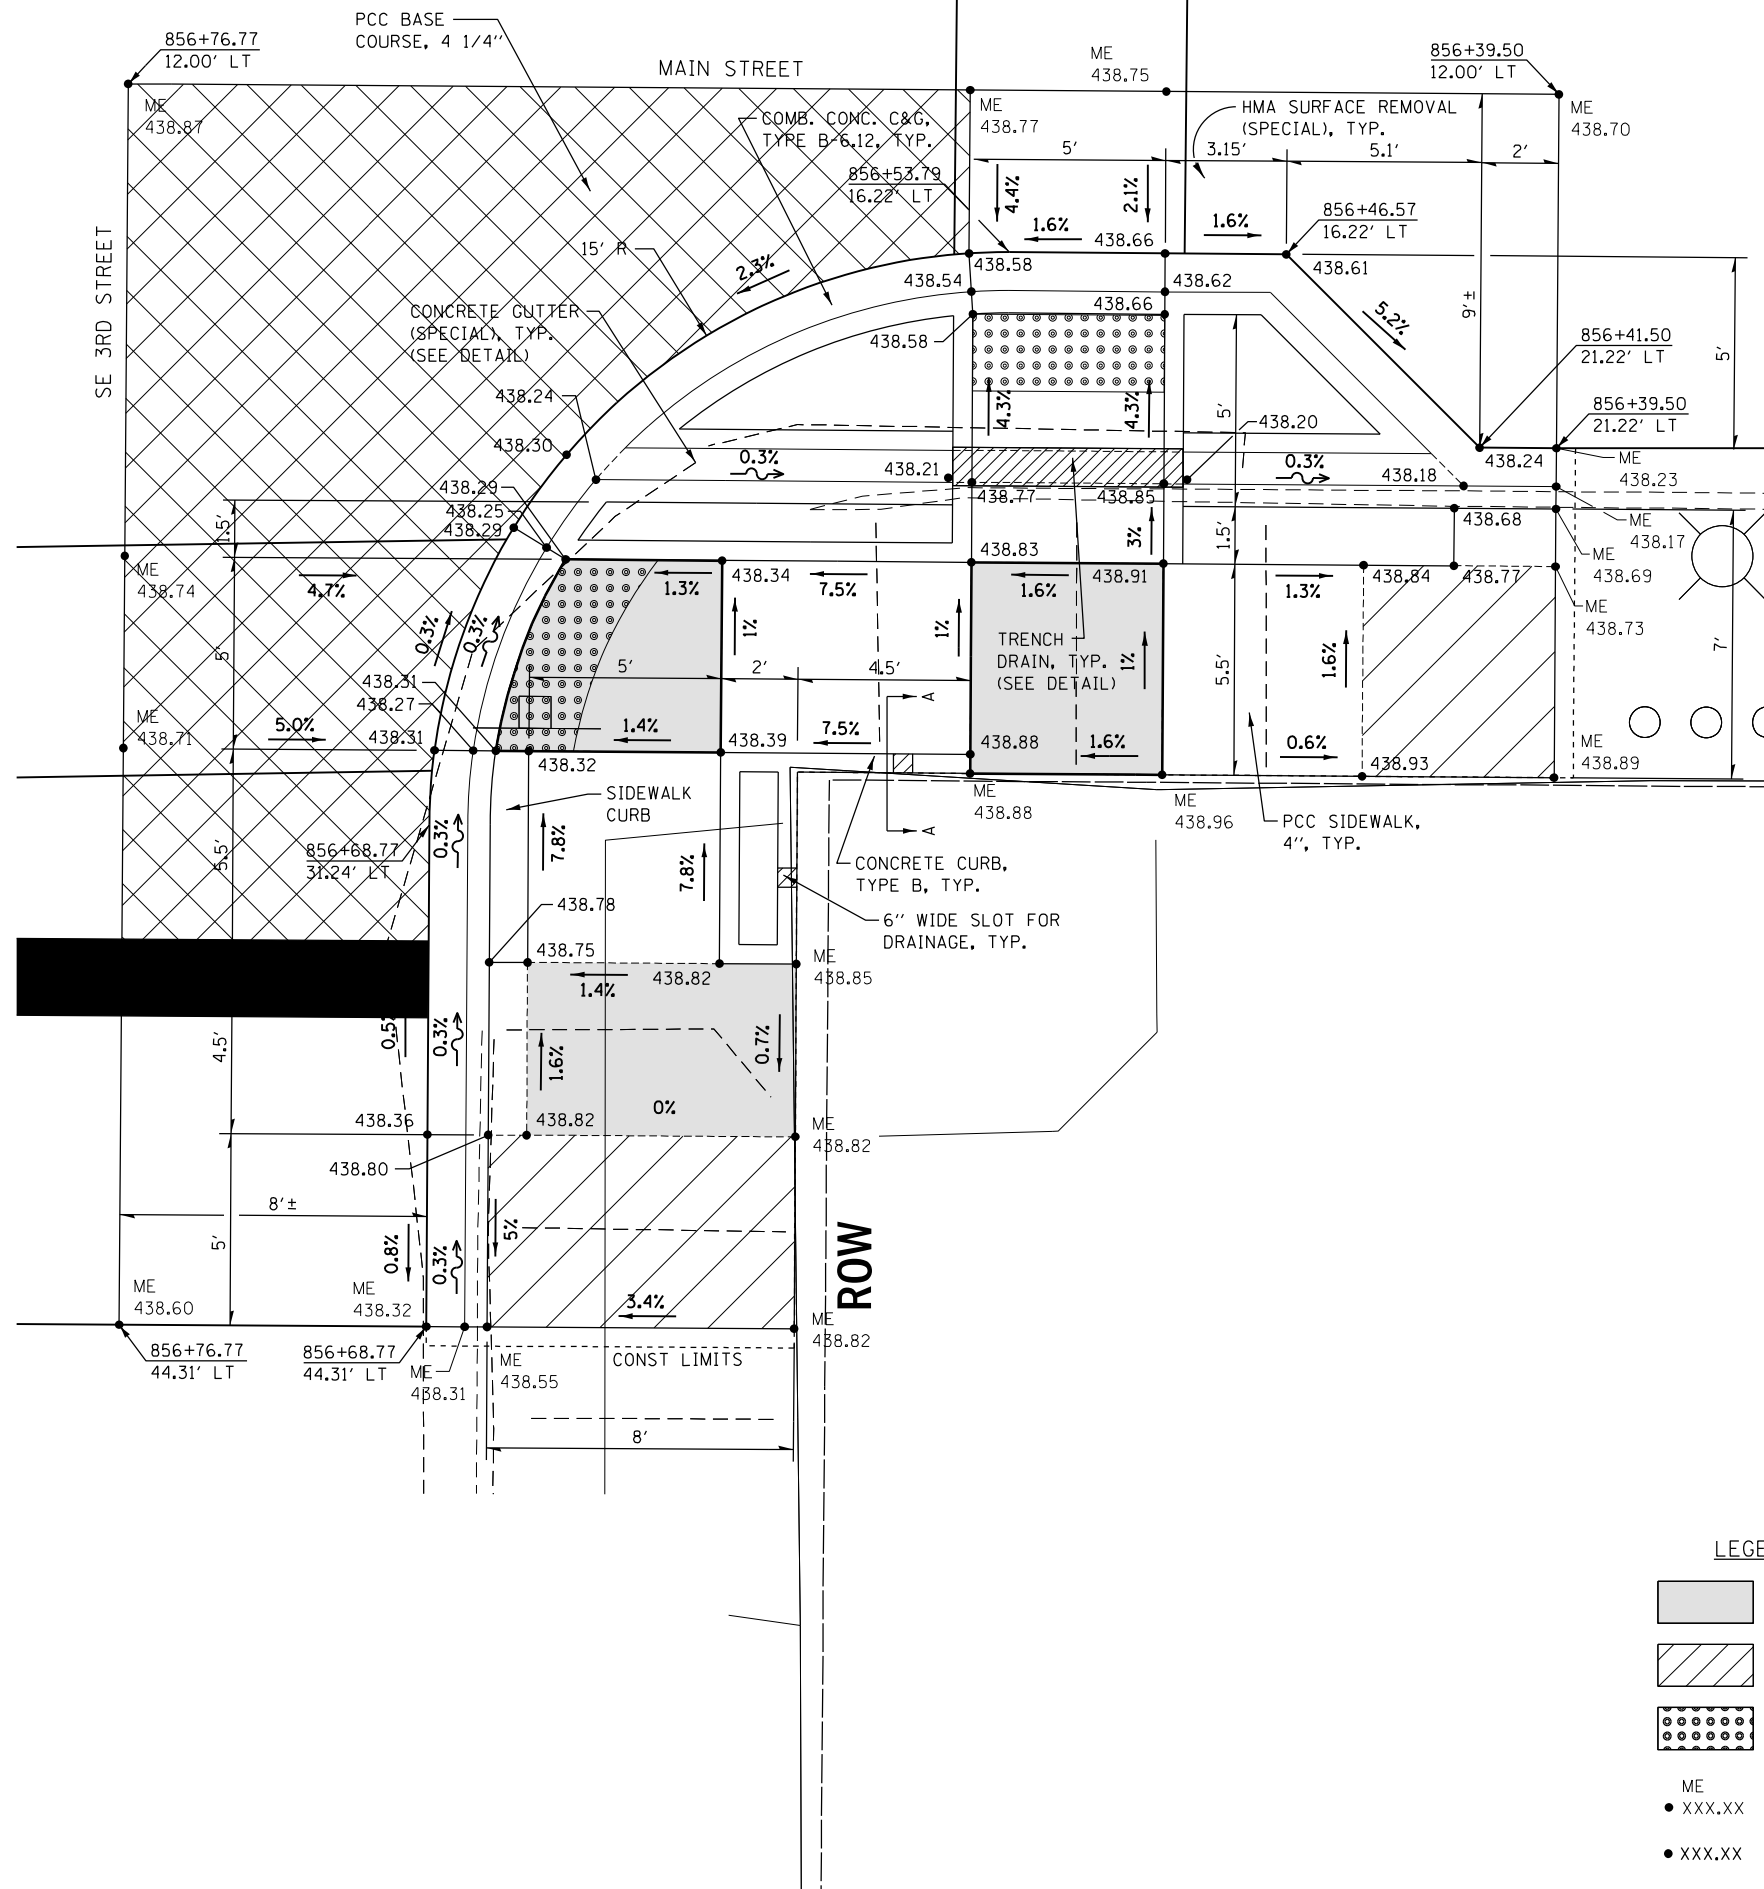 PCC BASE
COURSE, 4 1/4"
856+76.77
12.00' LT
MAIN STREET
ME
438.75
856+39.50
12.00' LT
ME
438.87
COMB. CONC. C&G,
TYPE B-6.12, TYP.
ME
438.77
HMA SURFACE REMOVAL
(SPECIAL), TYP.
ME
438.70
5'
3.15'
5.1'
2'
856+53.79
16.22' LT
4.4%
2.1%
1.6%
1.6%
856+46.57
16.22' LT
SE 3RD STREET
15' R
2.3%
438.66
438.58
438.54
438.62
438.61
438.66
438.58
9'±
5.2%
5'
CONCRETE GUTTER
(SPECIAL), TYP.
(SEE DETAIL)
856+41.50
21.22' LT
438.24
4.3%
4.3%
5'
438.20
856+39.50
21.22' LT
438.30
0.3%
438.21
0.3%
438.18
438.24
ME
438.23
438.29
438.25
438.29
438.77
438.85
438.68
ME
438.17
1.5'
3%
1.5'
ME
438.74
4.7%
438.34
438.83
438.91
438.84
438.77
ME
438.69
1.3%
7.5%
1.6%
1.3%
ME
438.73
0.3%
0.3%
1%
1%
TRENCH
DRAIN, TYP.
(SEE DETAIL)
1%
1.6%
5'
5'
2'
4.5'
5.5'
7'
438.31
438.27
438.31
ME
438.71
5.0%
1.4%
7.5%
A
1.6%
0.6%
438.39
438.32
438.88
438.93
ME
438.89
SIDEWALK
CURB
ME
438.88
ME
438.96
PCC SIDEWALK,
4", TYP.
A
856+68.77
31.24' LT
5.5'
0.3%
7.8%
7.8%
CONCRETE CURB,
TYPE B, TYP.
438.78
6" WIDE SLOT FOR
DRAINAGE, TYP.
438.75
438.82
ME
438.85
1.4%
4.5'
0.5%
0.3%
1.6%
0.7%
0%
438.36
438.82
ME
438.82
438.80
8'±
5'
0.8%
0.3%
5%
ROW
ME
438.60
ME
438.32
3.4%
ME
438.82
856+76.77
44.31' LT
856+68.77
44.31' LT
ME
438.31
ME
438.55
CONST LIMITS
8'
LEGE
ME
XXX.XX
XXX.XX